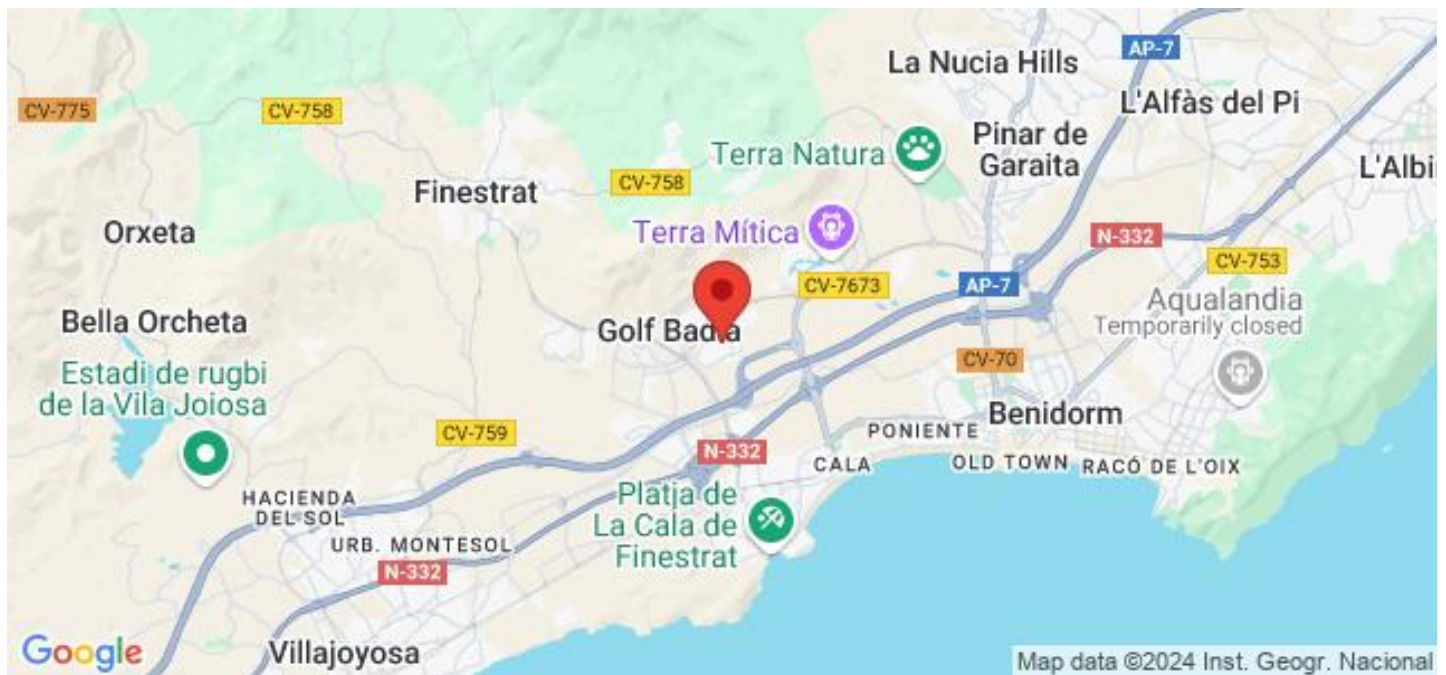 La Nucia Hills
AP-7
L'Alfàs del Pi
CV-775
CV-758
Terra Natura
Pinar de
Garaita
L'Albi
Finestrat
CV-758
Orxeta
Terra Mítica
N-332
CV-753
CV-7673
AP-7
Aqualandia
Temporarily closed
Bella Orcheta
Golf Badia
CV-70
Estadi de rugbi
de la Vila Joiosa
Benidorm
CV-759
PONIENTE
N-332
CALA
OLD TOWN
RACÓ DE L'OIX
HACIENDA
DEL SOL
Platja de
La Cala de
Finestrat
URB. MONTESOL
N-332
Villajoyosa
Google
Map data ©2024 Inst. Geogr. Nacional